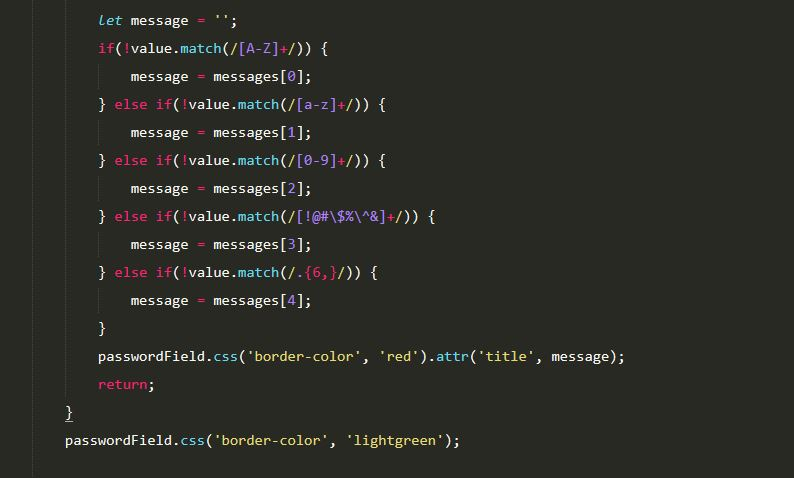 let message = '';
if(!value.match(/[A-Z]+/)) {
message = messages[0];
} else if(!value.match(/[a-z]+/)) {
message = messages[1];
} else if(!value.match(/[0-9]+/)) {
message = messages[2];
} else if(!value.match(/[!@#\$%\^&]+/)) {
message = messages[3];
} else if(!value.match(/.{6,}/)) {
message = messages[4];
}
passwordField.css('border-color', 'red').attr('title', message);
return;
}
passwordField.css('border-color', 'lightgreen');